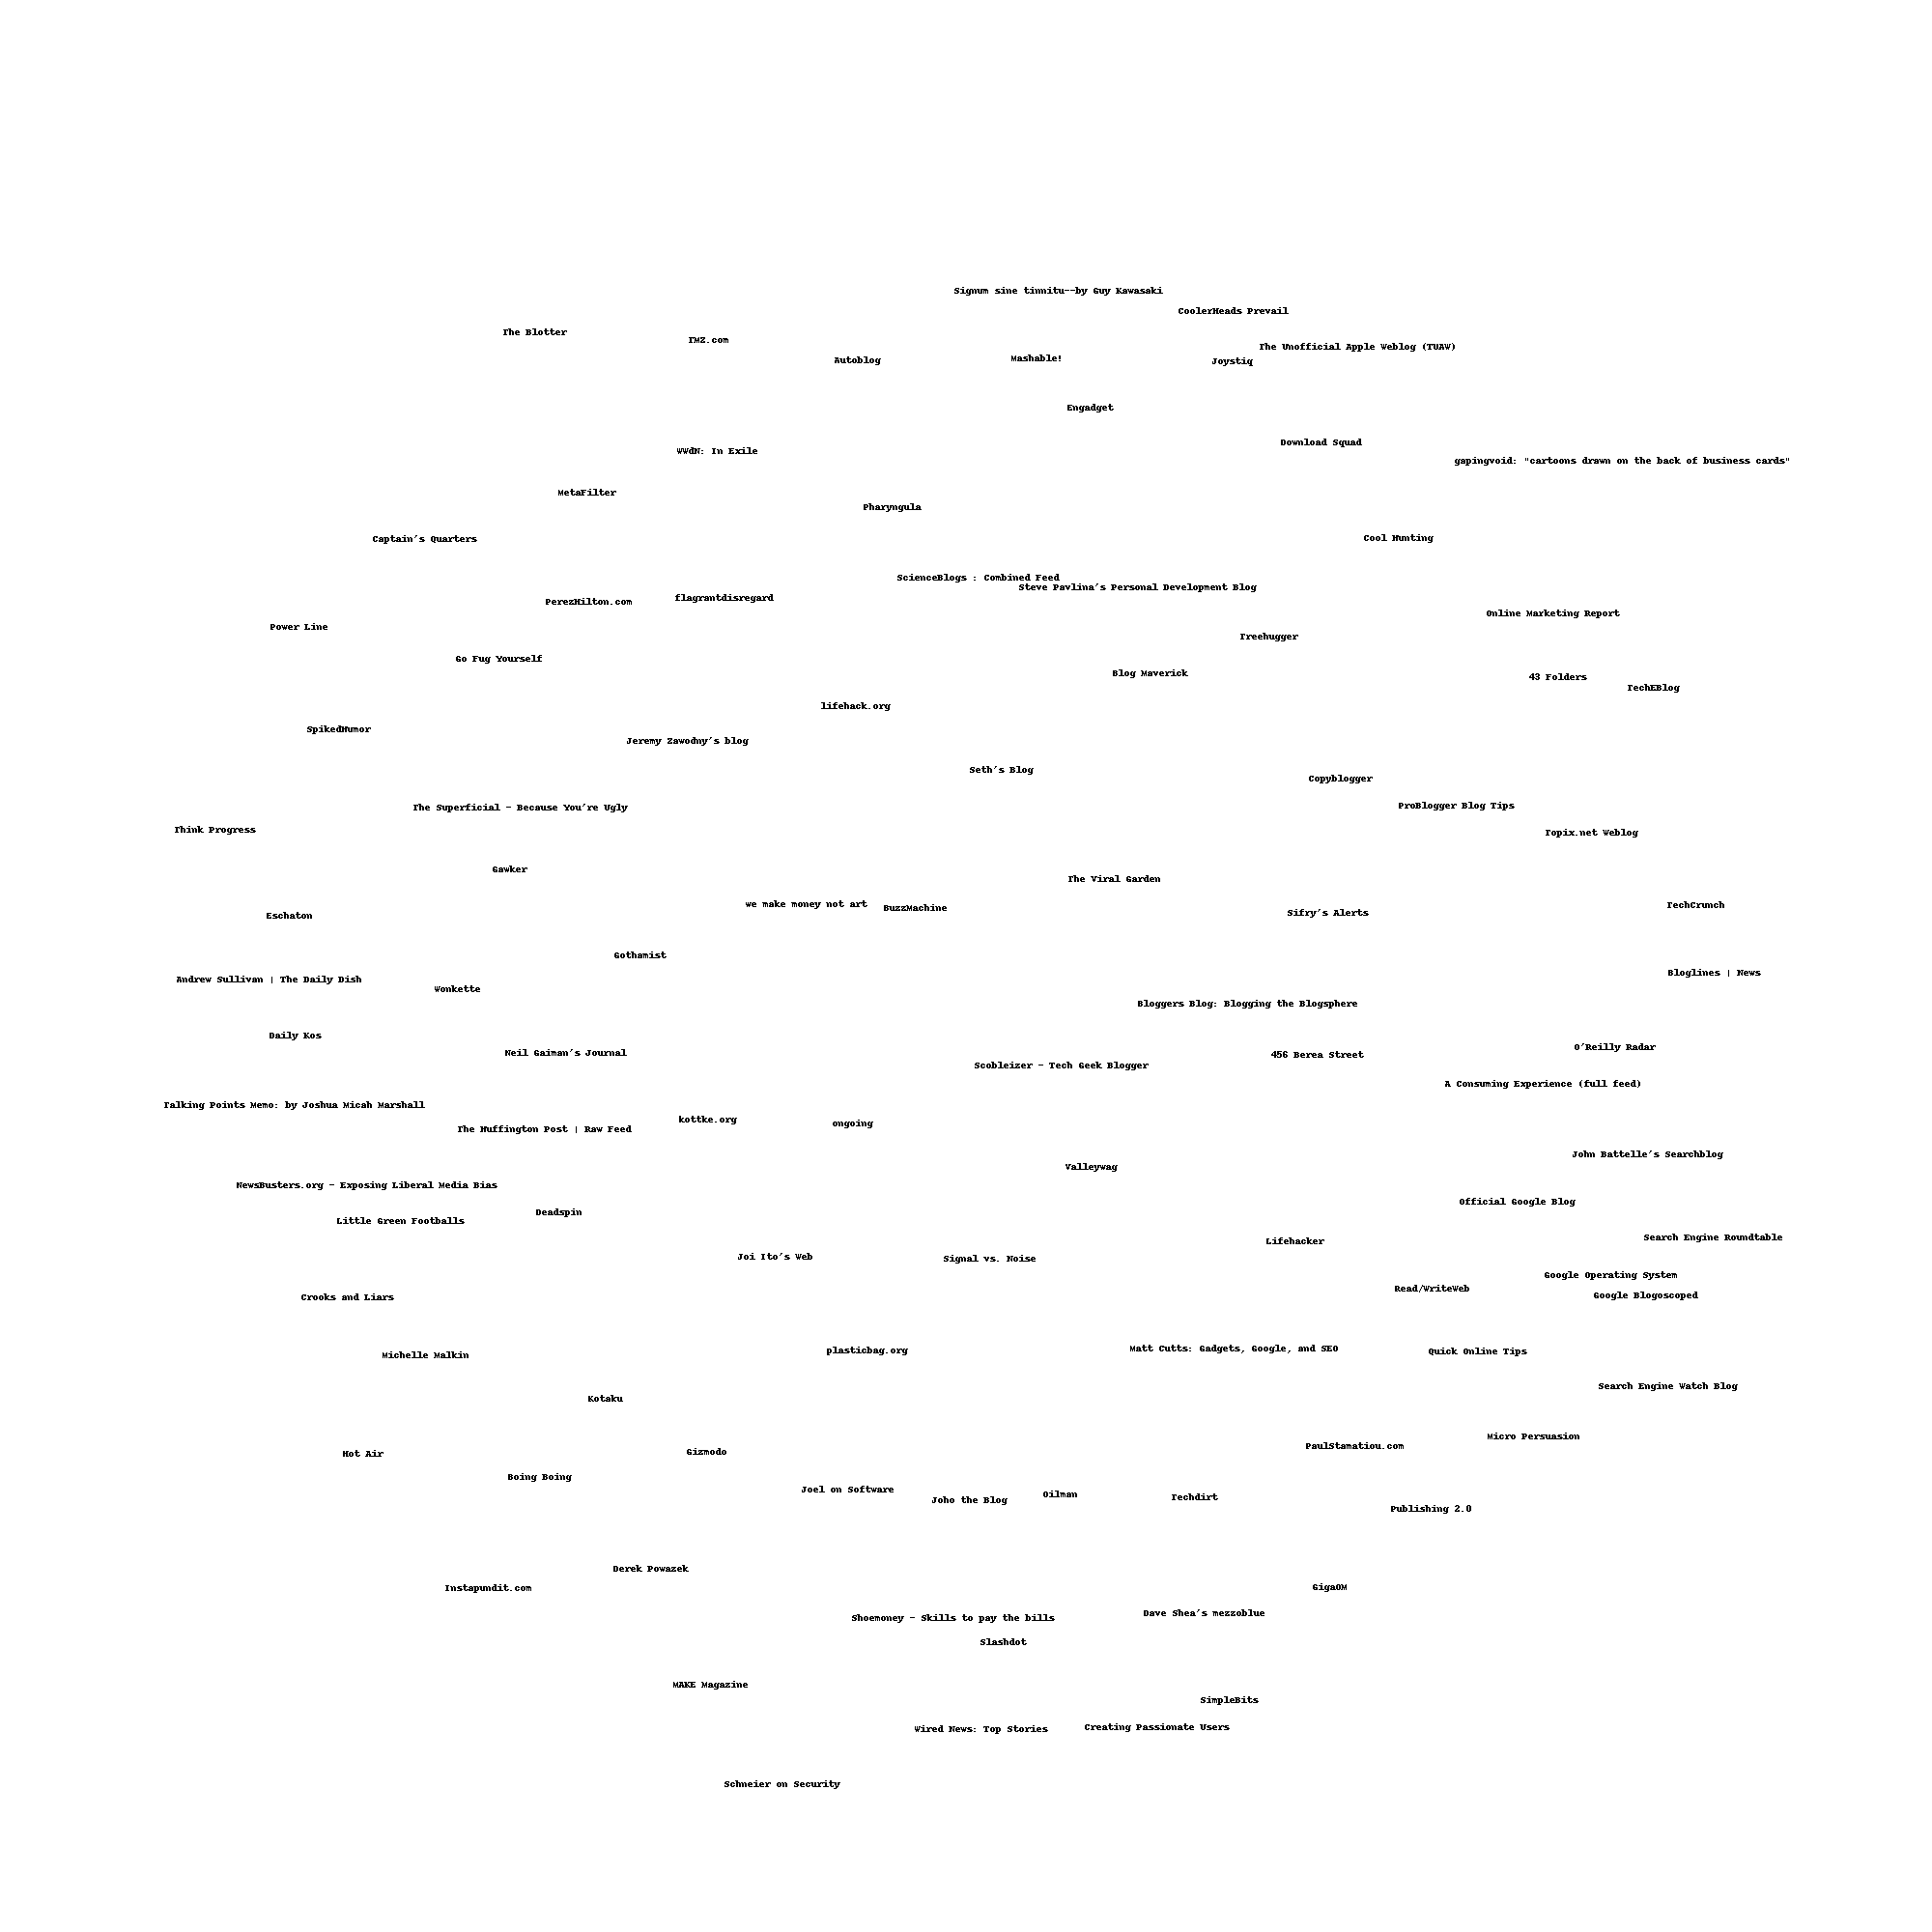 Signum sine tinnitu--by Guy Kawasaki
CoolerHeads Prevail
The Blotter
TMZ.com
The Unofficial Apple Weblog (TUAW)
Autoblog
Mashable!
Joystiq
Engadget
Download Squad
WWdN: In Exile
gapingvoid: "cartoons drawn on the back of business cards"
MetaFilter
Pharyngula
Captain's Quarters
Cool Hunting
ScienceBlogs : Combined Feed
Steve Pavlina's Personal Development Blog
PerezHilton.com
flagrantdisregard
Online Marketing Report
Power Line
Treehugger
Go Fug Yourself
Blog Maverick
43 Folders
TechEBlog
lifehack.org
SpikedHumor
Jeremy Zawodny's blog
Seth's Blog
Copyblogger
The Superficial - Because You're Ugly
ProBlogger Blog Tips
Think Progress
Topix.net Weblog
Gawker
The Viral Garden
we make money not art
BuzzMachine
TechCrunch
Eschaton
Sifry's Alerts
Gothamist
Andrew Sullivan | The Daily Dish
Bloglines | News
Wonkette
Bloggers Blog: Blogging the Blogsphere
Daily Kos
Neil Gaiman's Journal
456 Berea Street
O'Reilly Radar
Scobleizer - Tech Geek Blogger
A Consuming Experience (full feed)
Talking Points Memo: by Joshua Micah Marshall
The Huffington Post | Raw Feed
kottke.org
ongoing
John Battelle's Searchblog
Valleywag
NewsBusters.org - Exposing Liberal Media Bias
Official Google Blog
Deadspin
Little Green Footballs
Lifehacker
Search Engine Roundtable
Joi Ito's Web
Signal vs. Noise
Google Operating System
Read/WriteWeb
Crooks and Liars
Google Blogoscoped
Michelle Malkin
plasticbag.org
Matt Cutts: Gadgets, Google, and SEO
Quick Online Tips
Search Engine Watch Blog
Kotaku
Micro Persuasion
Hot Air
Gizmodo
PaulStamatiou.com
Boing Boing
Joel on Software
Joho the Blog
Oilman
Techdirt
Publishing 2.0
Derek Powazek
Instapundit.com
GigaOM
Shoemoney - Skills to pay the bills
Dave Shea's mezzoblue
Slashdot
MAKE Magazine
SimpleBits
Wired News: Top Stories
Creating Passionate Users
Schneier on Security